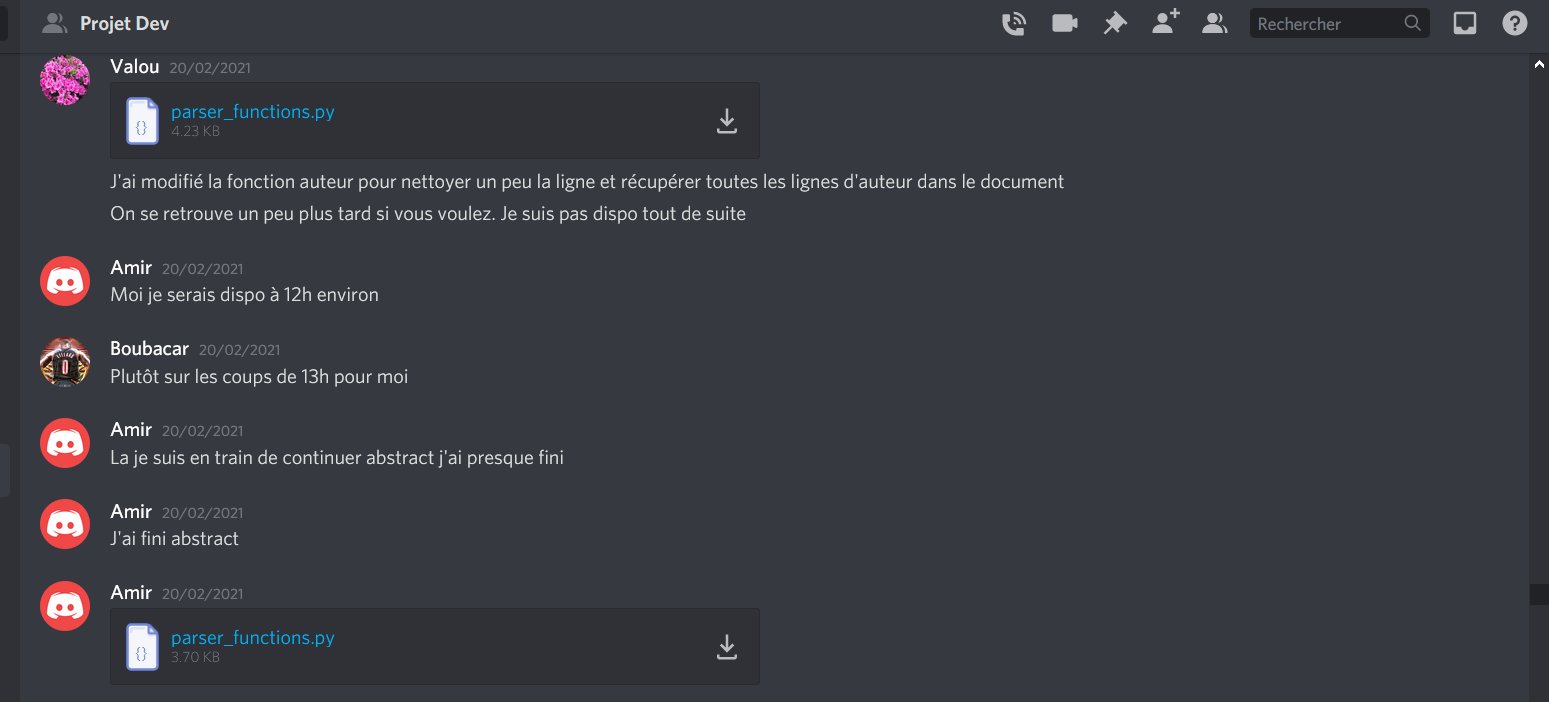 Projet Dev
Rechercher
Valou 20/02/2021
parser_functions.py
4.23 KB
J'ai modifié la fonction auteur pour nettoyer un peu la ligne et récupérer toutes les lignes d'auteur dans le document
On se retrouve un peu plus tard si vous voulez. Je suis pas dispo tout de suite
Amir 20/02/2021
Moi je serais dispo à 12h environ
Boubacar 20/02/2021
Plutôt sur les coups de 13h pour moi
Amir 20/02/2021
La je suis en train de continuer abstract j'ai presque fini
Amir 20/02/2021
J'ai fini abstract
Amir 20/02/2021
parser_functions.py
3.70 KB